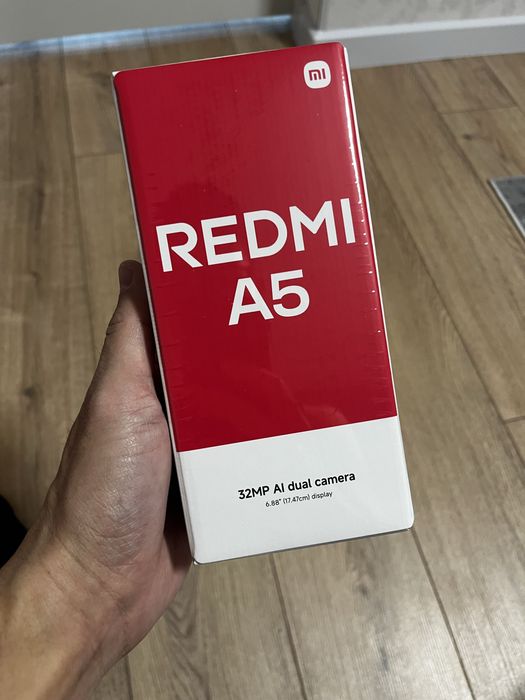 mi
REDMI
A5
32MP AI dual camera
6.88" (17.47cm) display